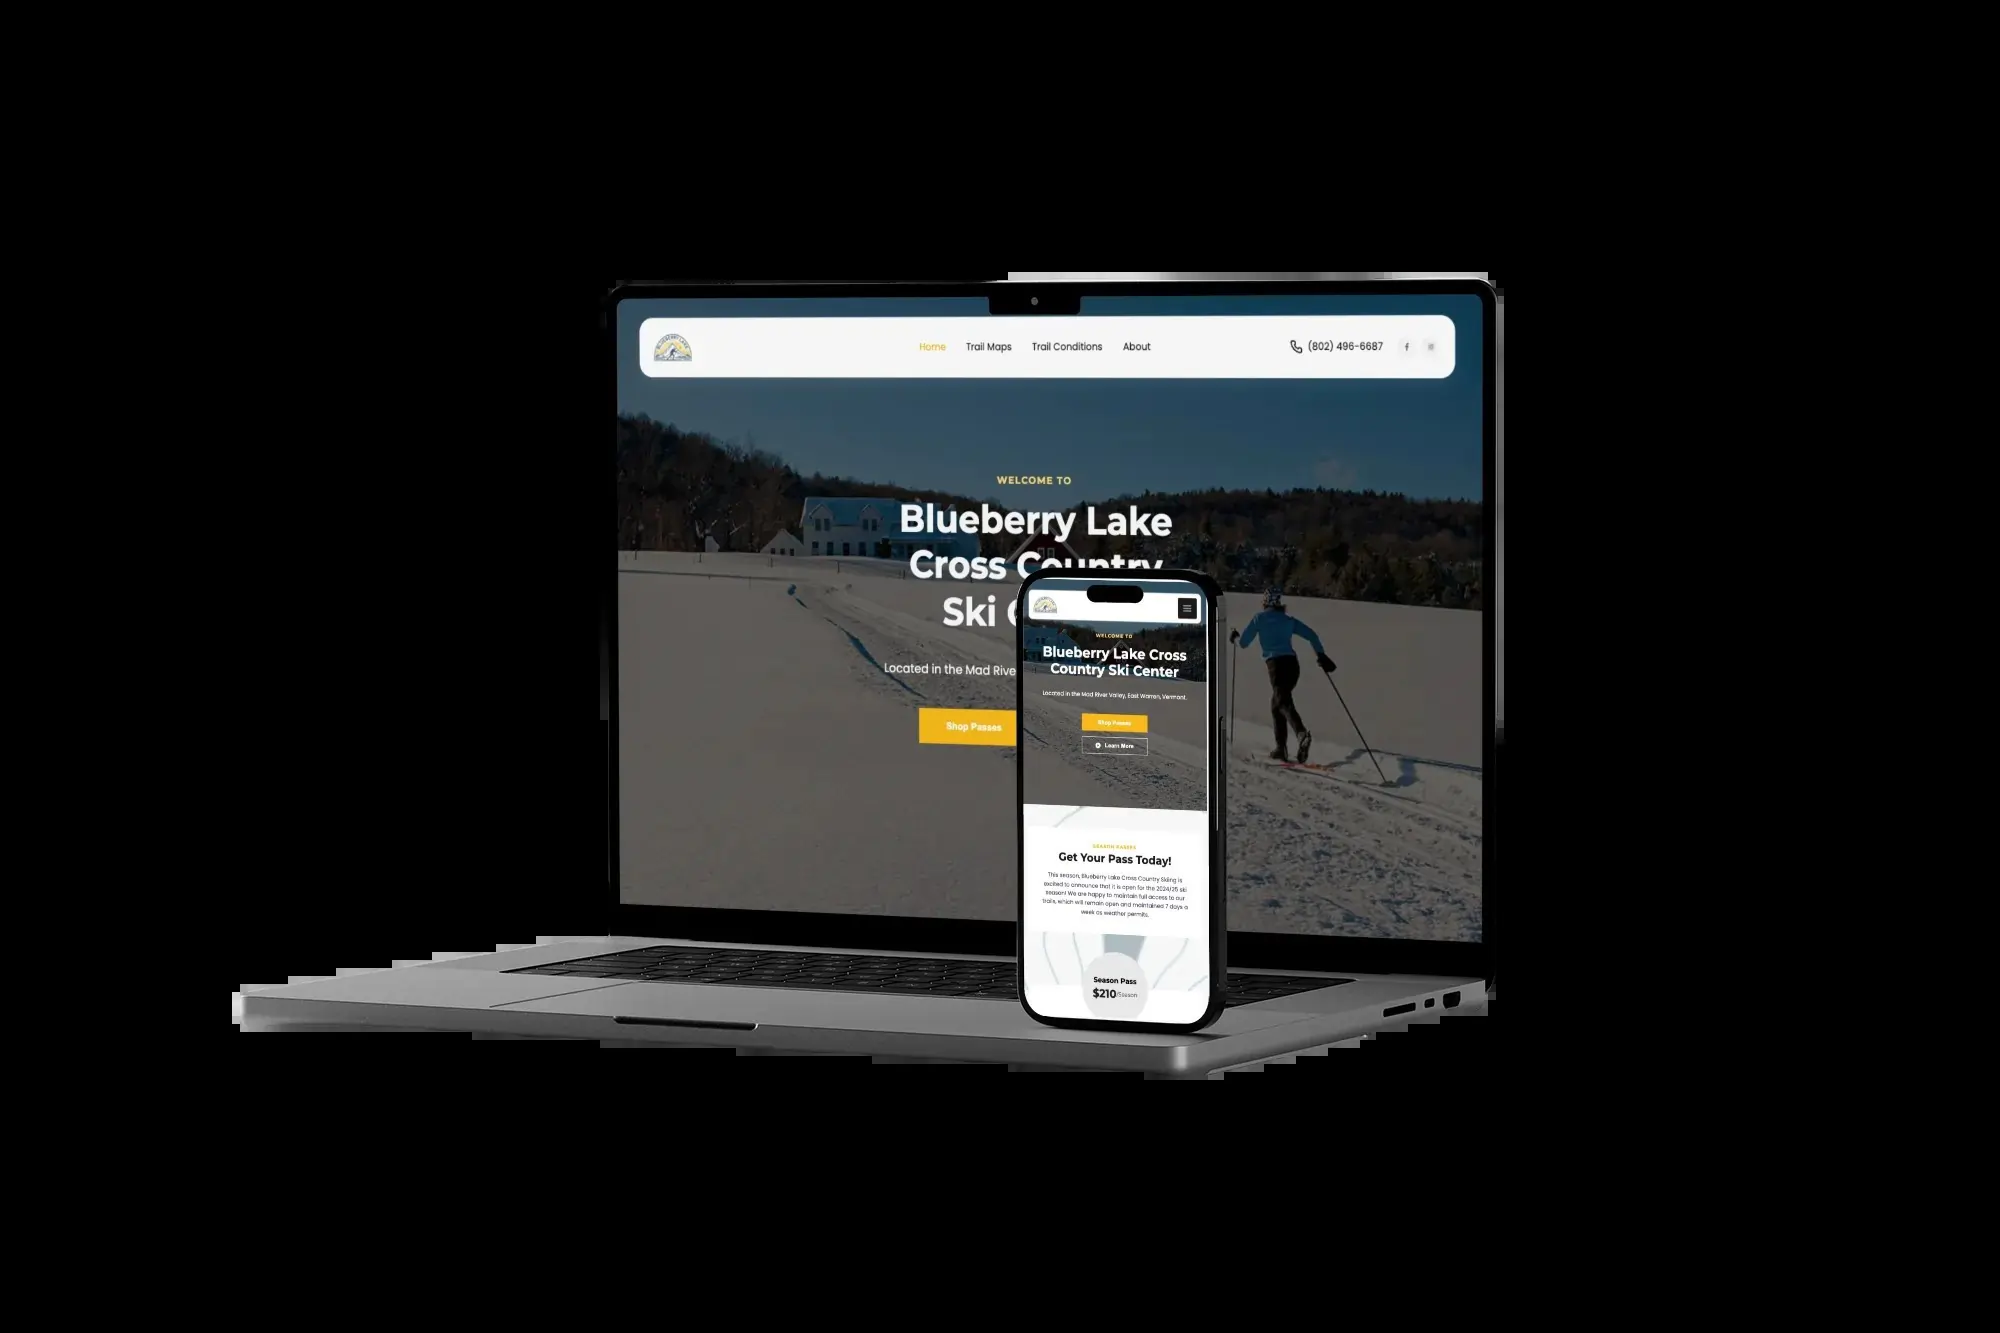 BLUEBERRY LAKE
Home Trail Maps Trail Conditions About (802) 496-6687
WELCOME TO
Blueberry Lake
Cross Country
Ski
Located in the Mad Rive
Shop Passes
WELCOME TO
Blueberry Lake Cross
Country Ski Center
Located in the Mad River Valley, East Warren, Vermont.
Shop Passes
Learn More
SEASON PASSES
Get Your Pass Today!
This season, Blueberry Lake Cross Country Skiing is
excited to announce that it is open for the 2024/25 ski
season! We are happy to maintain full access to our
trails, which will remain open and maintained 7 days a
week as weather permits.
Season Pass
$210/Season